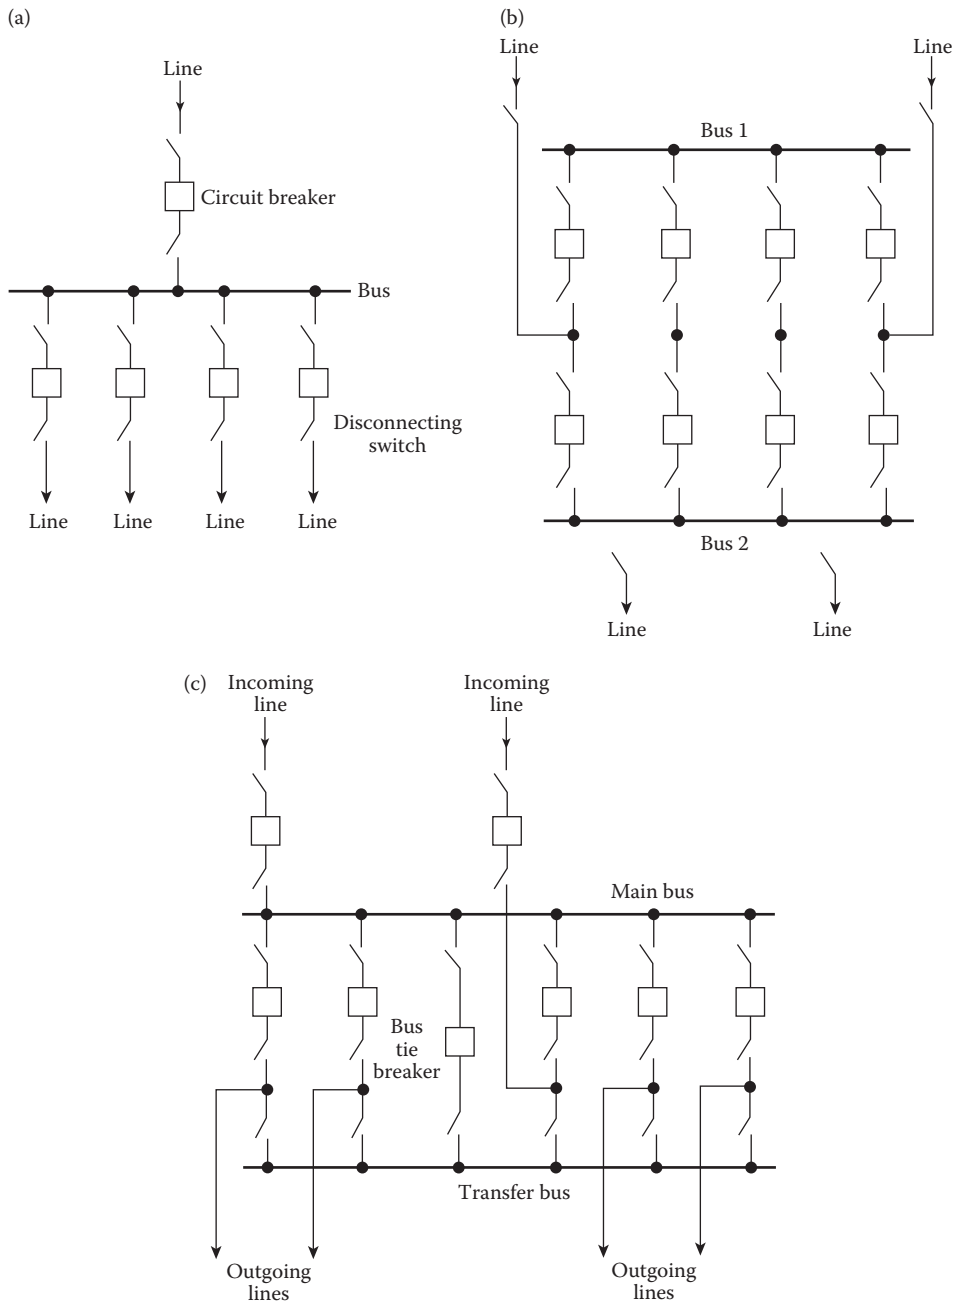 (a)
Line
Circuit breaker
Bus
Disconnecting
switch
Line
Line
Line
Line
(b)
Line
Line
Bus 1
Bus 2
Line
Line
(c)
Incoming
line
Incoming
line
Main bus
Bus
tie
breaker
Transfer bus
Outgoing
lines
Outgoing
lines